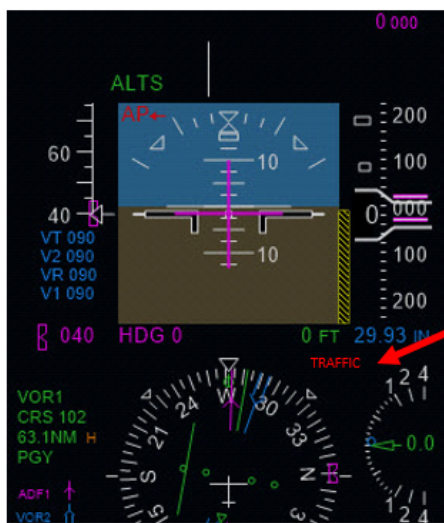 0 000
ALTS
AP←
200
60
10
100
40
0
000
VT 090
V2 090
10
100
VR 090
V1 090
200
040 HDG 0 0 FT 29.93 IN
TRAFFIC
1 2 4
VOR1
W
24
30
CRS 102
21
63.1NM H
0.0
PGY
S
N
ADF1
3
VOR2
1 2 4